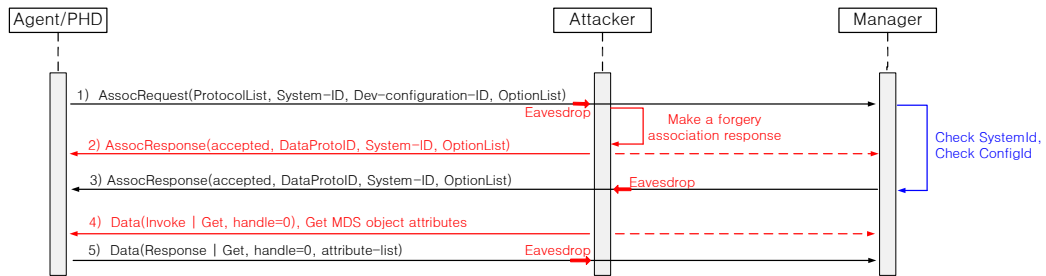 Agent/PHD
Attacker
Manager
1) AssocRequest(ProtocolList, System-ID, Dev-configuration-ID, OptionList)
Eavesdrop
Make a forgery
association response
Check SystemId,
Check ConfigId
2) AssocResponse(accepted, DataProtoID, System-ID, OptionList)
3) AssocResponse(accepted, DataProtoID, System-ID, OptionList)
Eavesdrop
4) Data(Invoke | Get, handle=0), Get MDS object attributes
5) Data(Response | Get, handle=0, attribute-list)
Eavesdrop